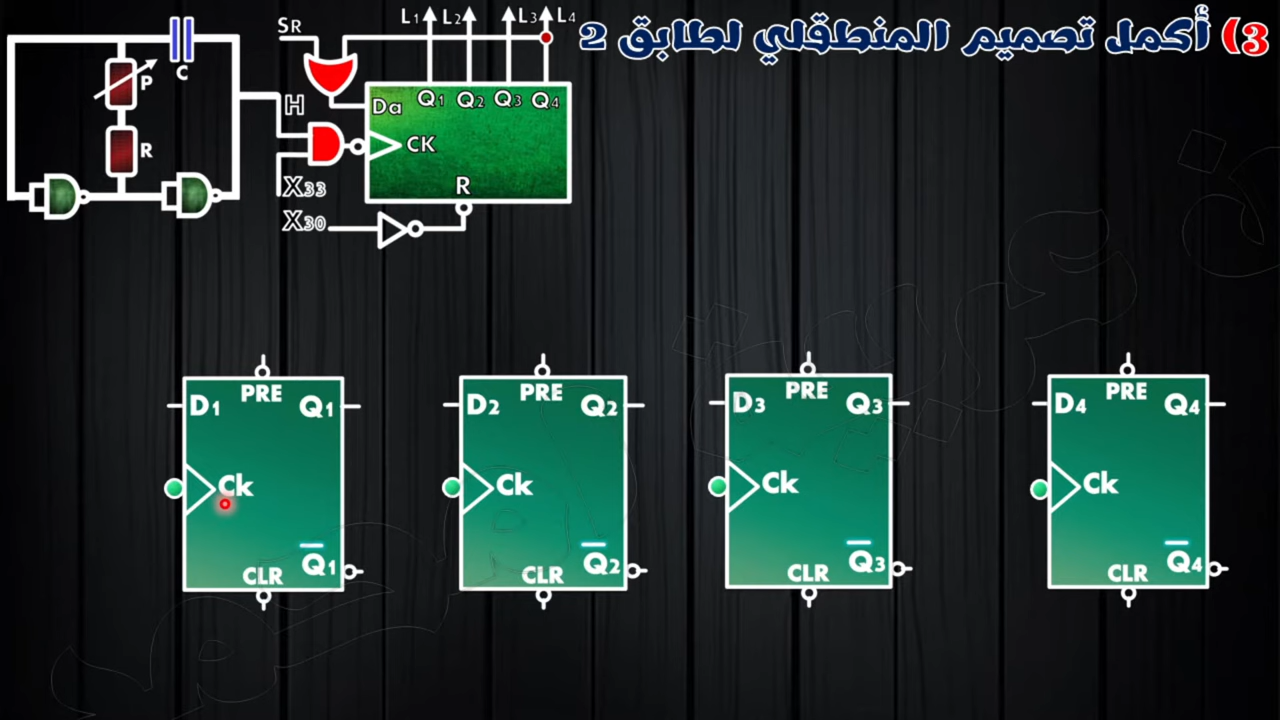 3) أكمل تصميم المنطقلي لطابق 2
L1 L2 L3 L4
SR
P
C
R
H
X33
X30
Da Q1 Q2 Q3 Q4
CK
R
PRE
D1 Q1
Ck
Q̅1
CLR
PRE
D2 Q2
Ck
Q̅2
CLR
PRE
D3 Q3
Ck
Q̅3
CLR
PRE
D4 Q4
Ck
Q̅4
CLR